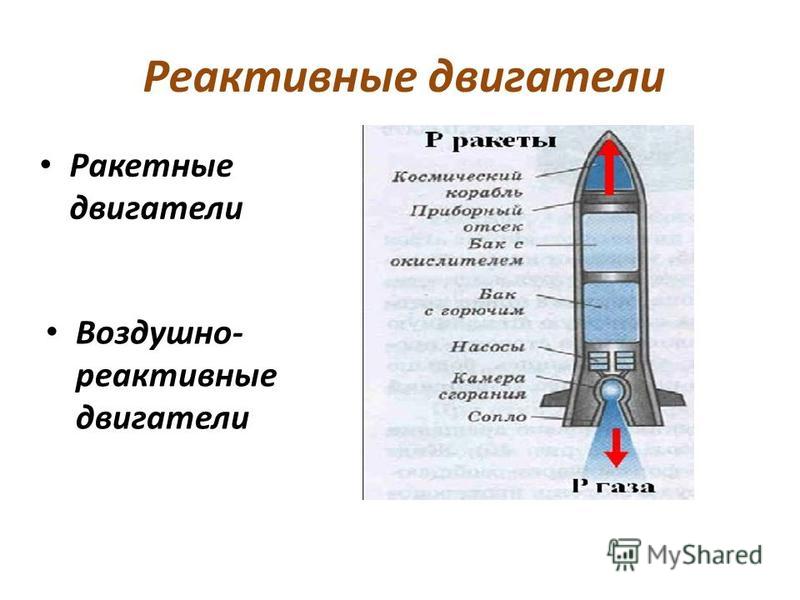 Реактивные двигатели
• Ракетные
двигатели
• Воздушно-
реактивные
двигатели
Р ракеты
Космический
корабль
Приборный
отсек
Бак с
окислителем
Бак
с горючим
Насосы
Камера
сгорания
Сопло
Р газа
MyShared